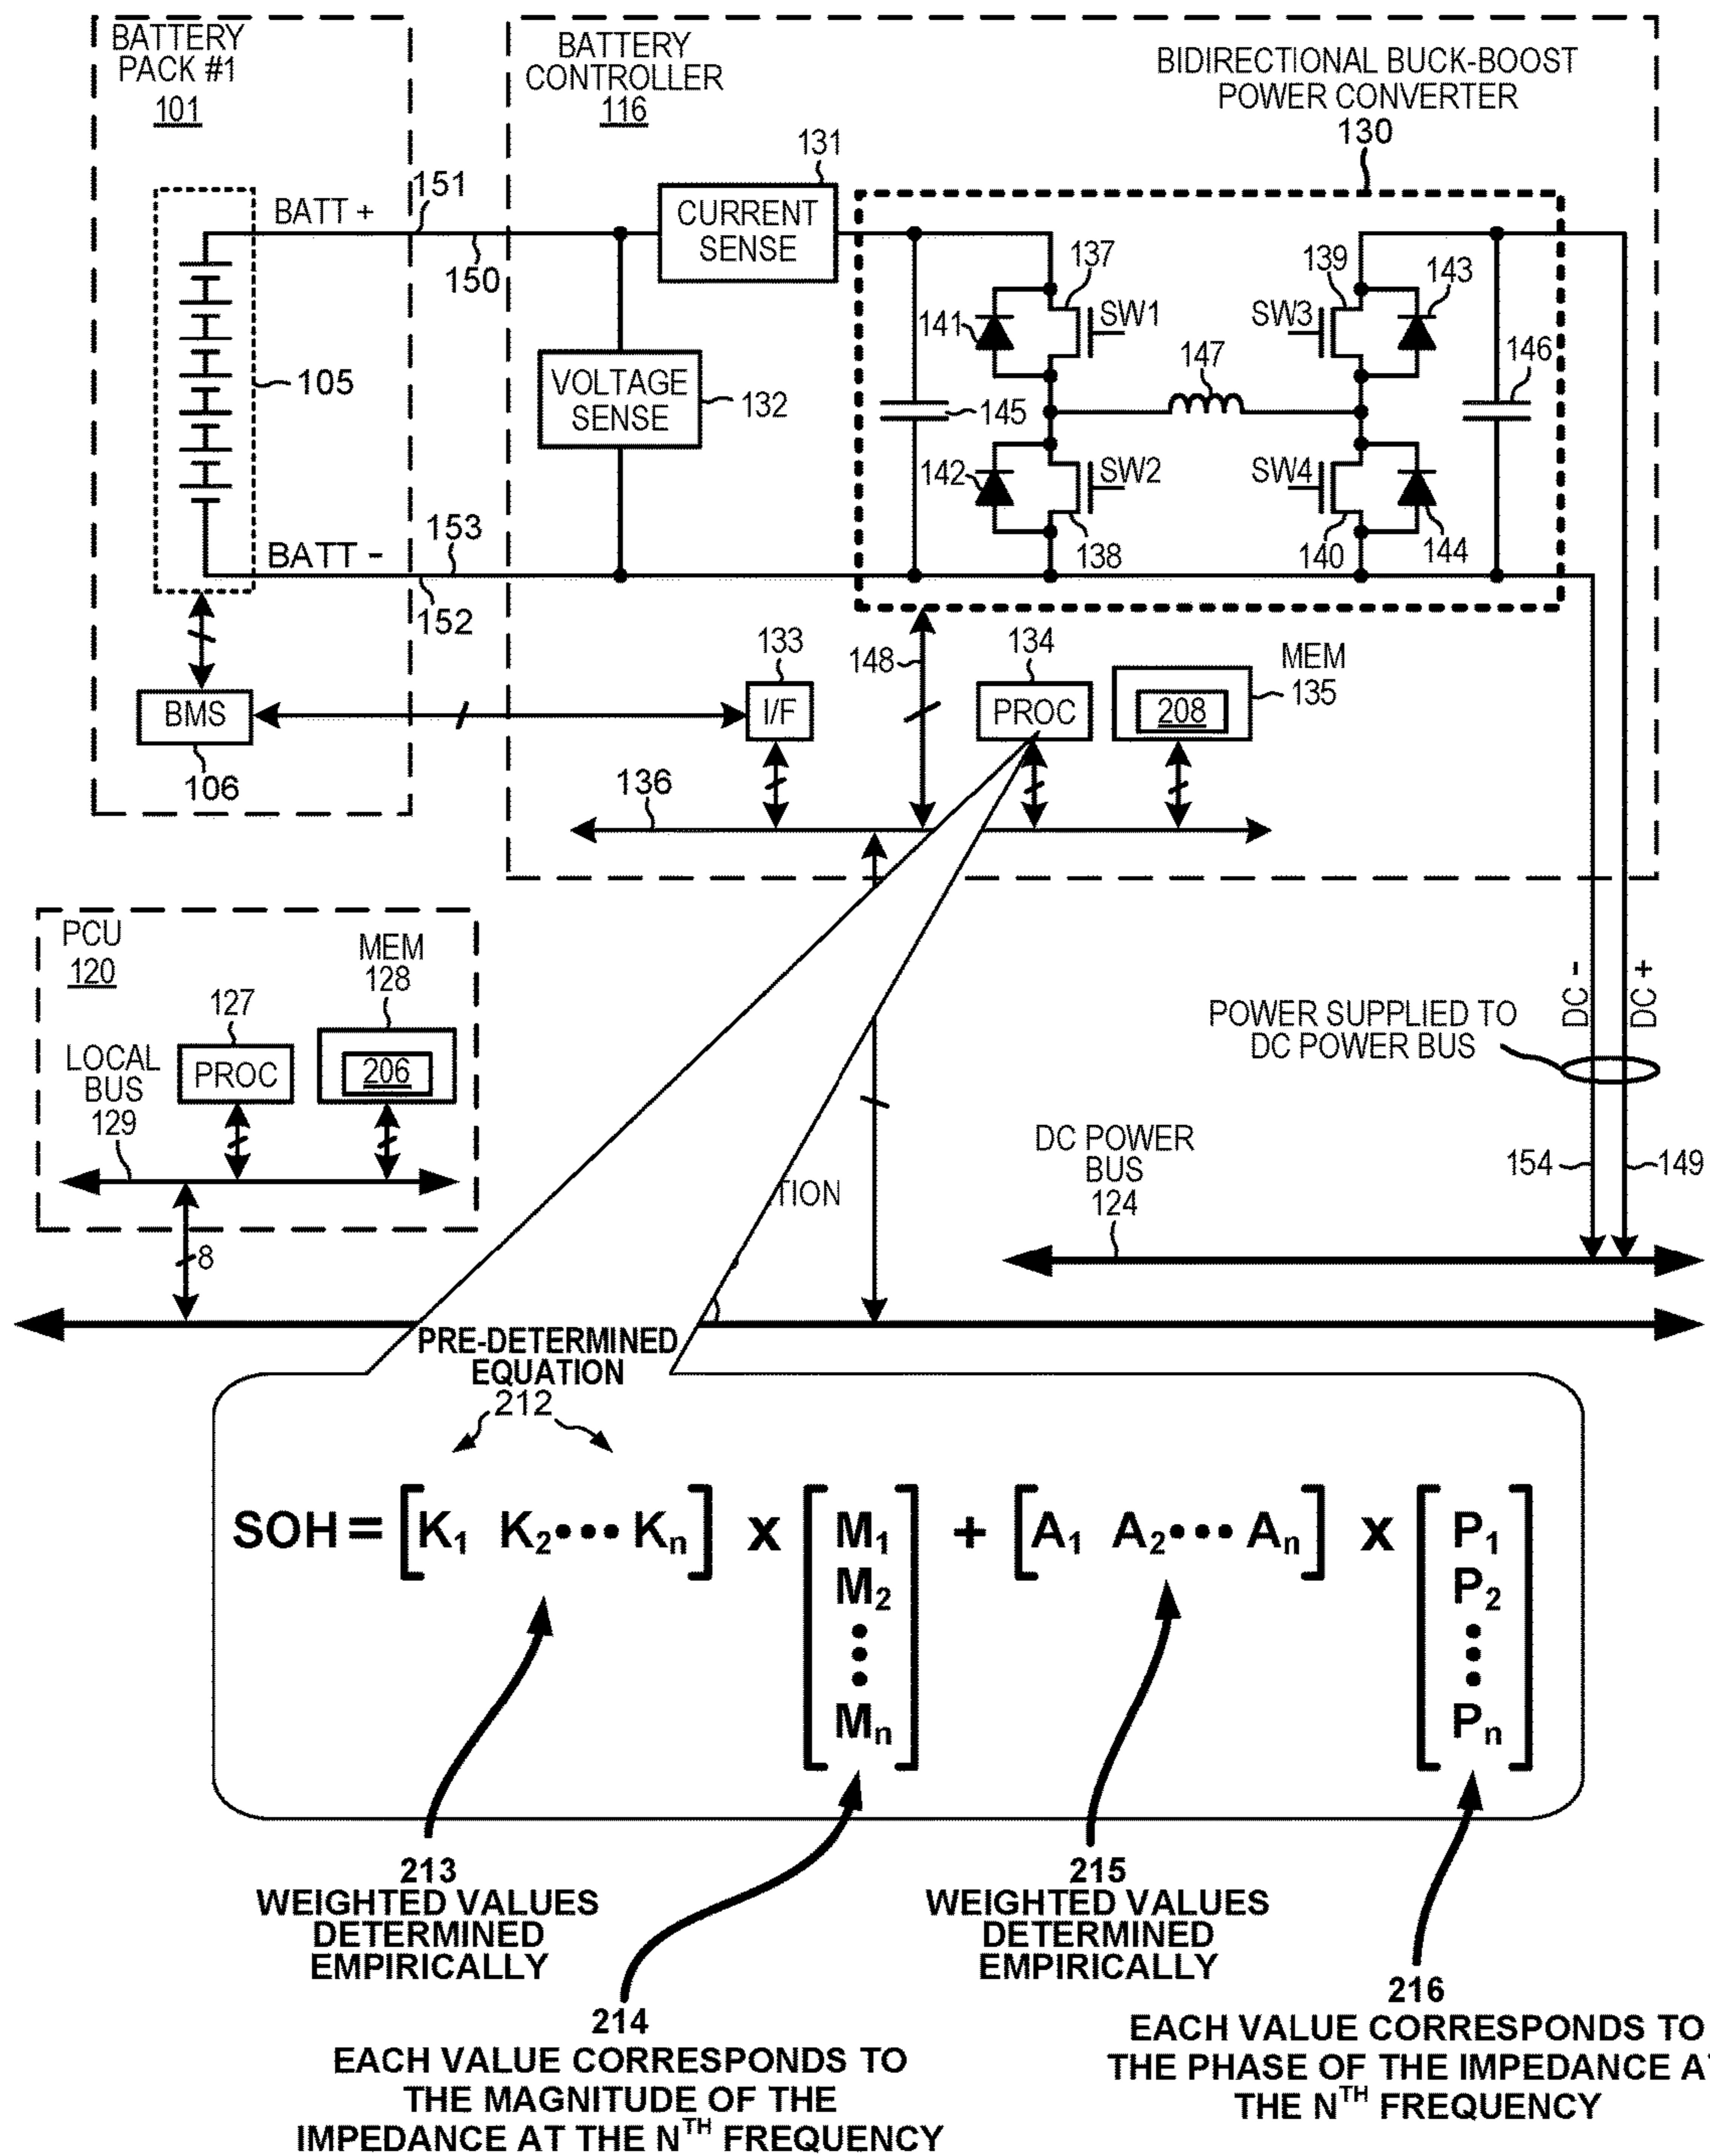 BATTERY
PACK #1
101
BATTERY
CONTROLLER
116
BIDIRECTIONAL BUCK-BOOST
POWER CONVERTER
130
131
CURRENT
SENSE
BATT +
151
150
105
VOLTAGE
SENSE
132
137
SW1
141
139
SW3
143
147
145
146
142
SW2
138
SW4
140
144
BATT -
153
152
133
I/F
148
134
PROC
MEM
135
208
BMS
106
136
PCU
120
MEM
128
127
PROC
206
LOCAL
BUS
129
8
DC -
DC +
POWER SUPPLIED TO
DC POWER BUS
DC POWER
BUS
124
154
149
TION
PRE-DETERMINED
EQUATION
212
SOH = [K1 K2 ••• Kn] x [M1 M2 ••• Mn] + [A1 A2 ••• An] x [P1 P2 ••• Pn]
213
WEIGHTED VALUES
DETERMINED
EMPIRICALLY
214
EACH VALUE CORRESPONDS TO
THE MAGNITUDE OF THE
IMPEDANCE AT THE NTH FREQUENCY
215
WEIGHTED VALUES
DETERMINED
EMPIRICALLY
216
EACH VALUE CORRESPONDS TO
THE PHASE OF THE IMPEDANCE A
THE NTH FREQUENCY